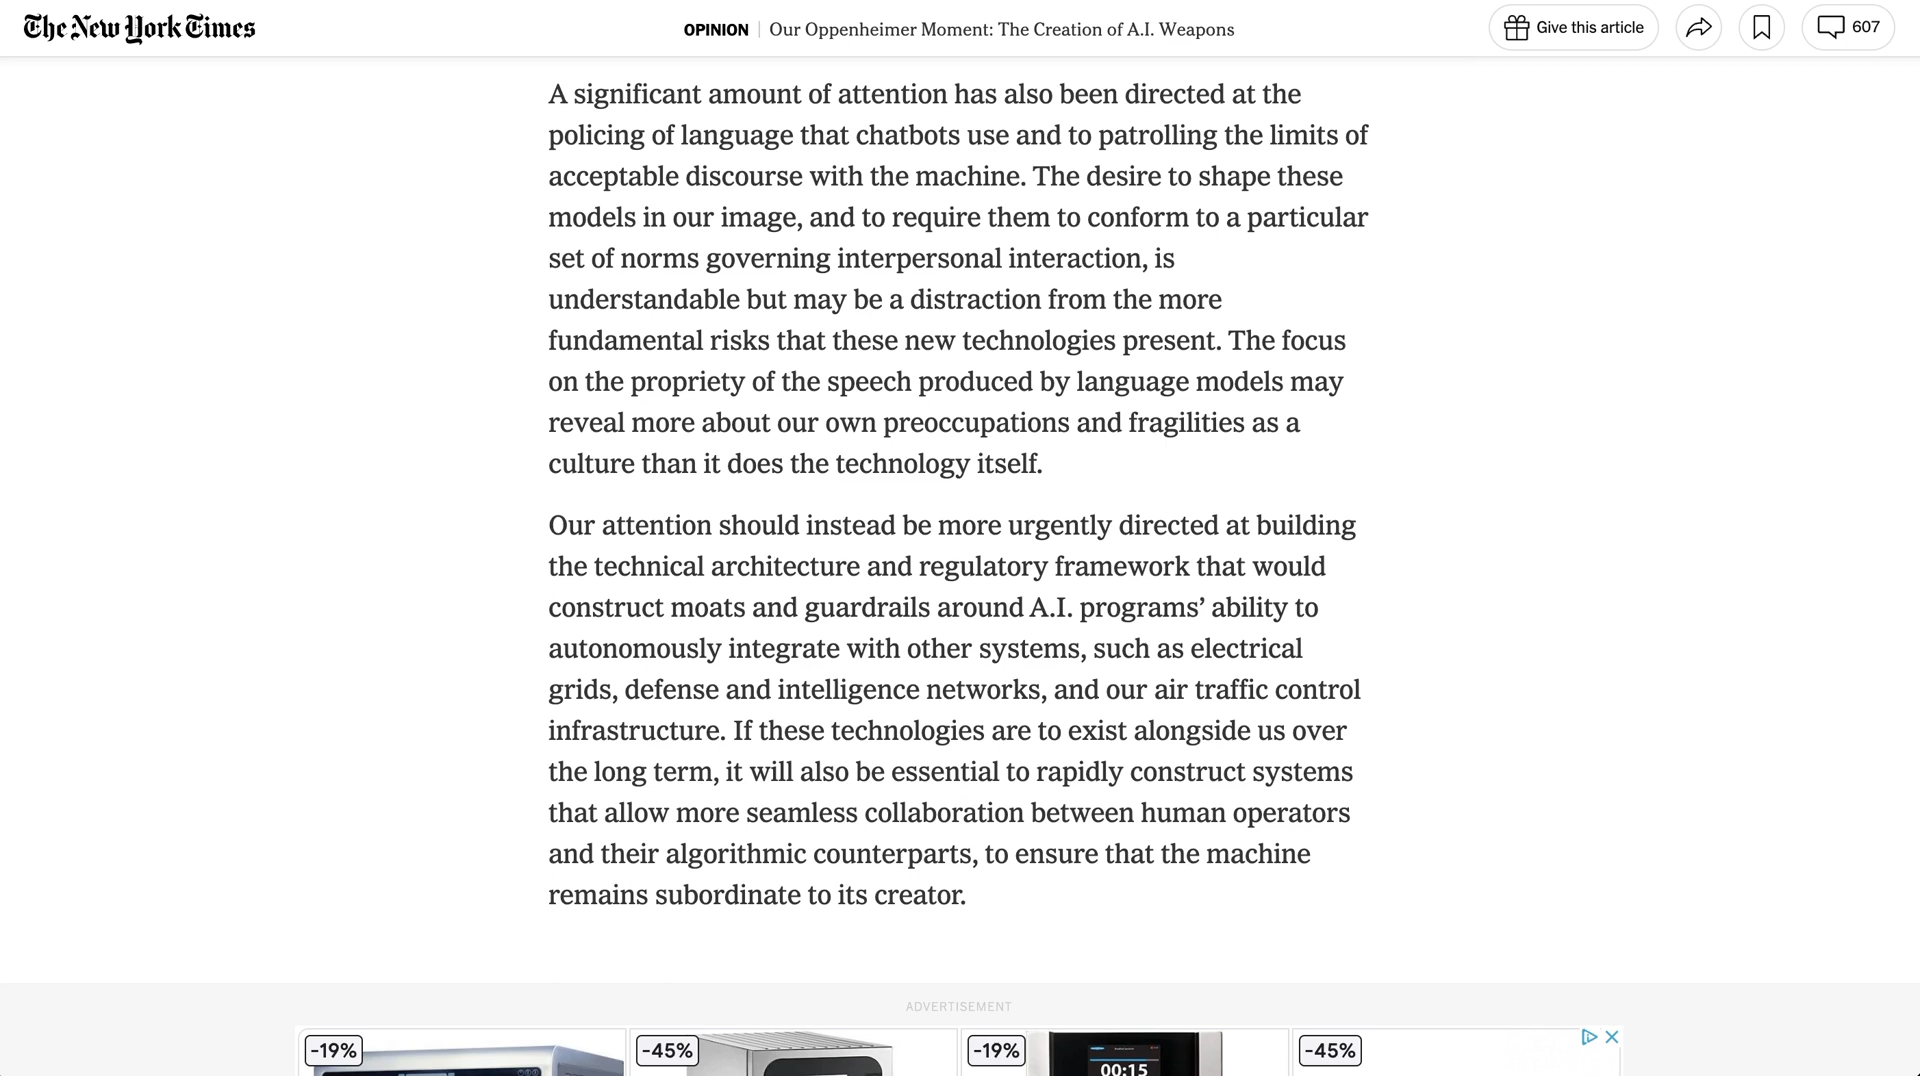 The New York Times
OPINION Our Oppenheimer Moment: The Creation of A.I. Weapons
Give this article
607
A significant amount of attention has also been directed at the
policing of language that chatbots use and to patrolling the limits of
acceptable discourse with the machine. The desire to shape these
models in our image, and to require them to conform to a particular
set of norms governing interpersonal interaction, is
understandable but may be a distraction from the more
fundamental risks that these new technologies present. The focus
on the propriety of the speech produced by language models may
reveal more about our own preoccupations and fragilities as a
culture than it does the technology itself.
Our attention should instead be more urgently directed at building
the technical architecture and regulatory framework that would
construct moats and guardrails around A.I. programs’ ability to
autonomously integrate with other systems, such as electrical
grids, defense and intelligence networks, and our air traffic control
infrastructure. If these technologies are to exist alongside us over
the long term, it will also be essential to rapidly construct systems
that allow more seamless collaboration between human operators
and their algorithmic counterparts, to ensure that the machine
remains subordinate to its creator.
ADVERTISEMENT
-19%
-45%
-19%
-45%
00:15